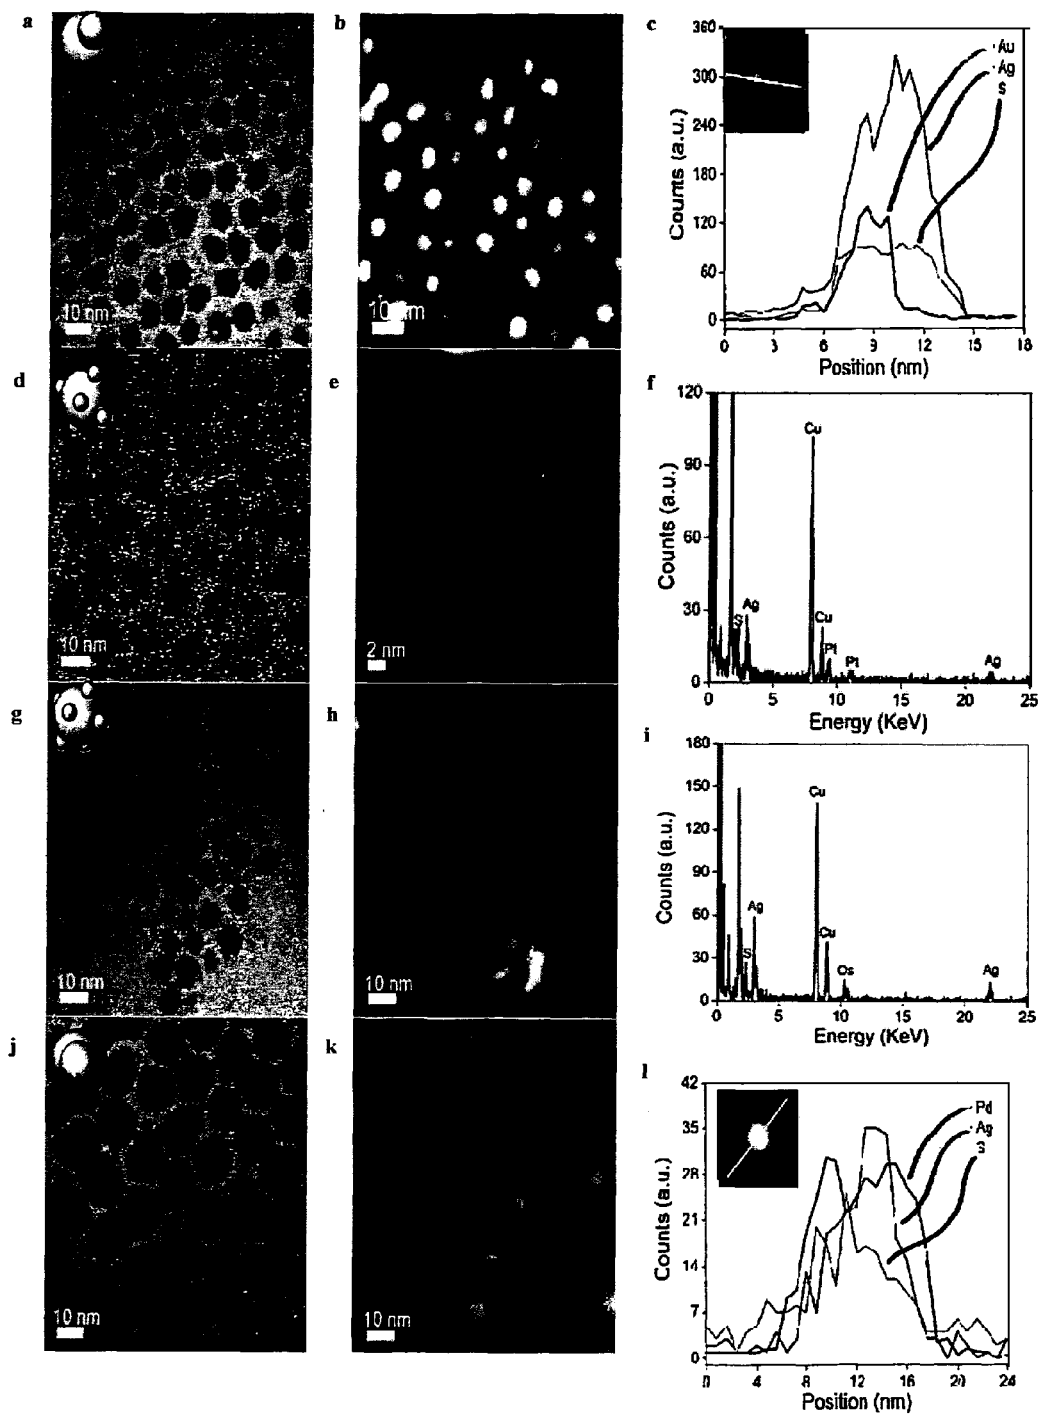 a
10 nm
b
10 nm
c
360
300
240
180
120
60
0
Counts (a.u.)
Au
Ag
S
0 3 6 9 12 15 18
Position (nm)
d
10 nm
e
2 nm
f
120
90
60
30
0
Counts (a.u.)
S
Ag
Cu
Cu
Pt
Pt
Ag
0 5 10 15 20 25
Energy (KeV)
g
10 nm
h
10 nm
i
180
150
120
90
60
30
0
Counts (a.u.)
S
Ag
Cu
Cu
Os
Ag
0 5 10 15 20 25
Energy (KeV)
j
10 nm
k
10 nm
l
42
35
28
21
14
7
0
Counts (a.u.)
Pd
Ag
S
0 4 8 12 16 20 24
Position (nm)